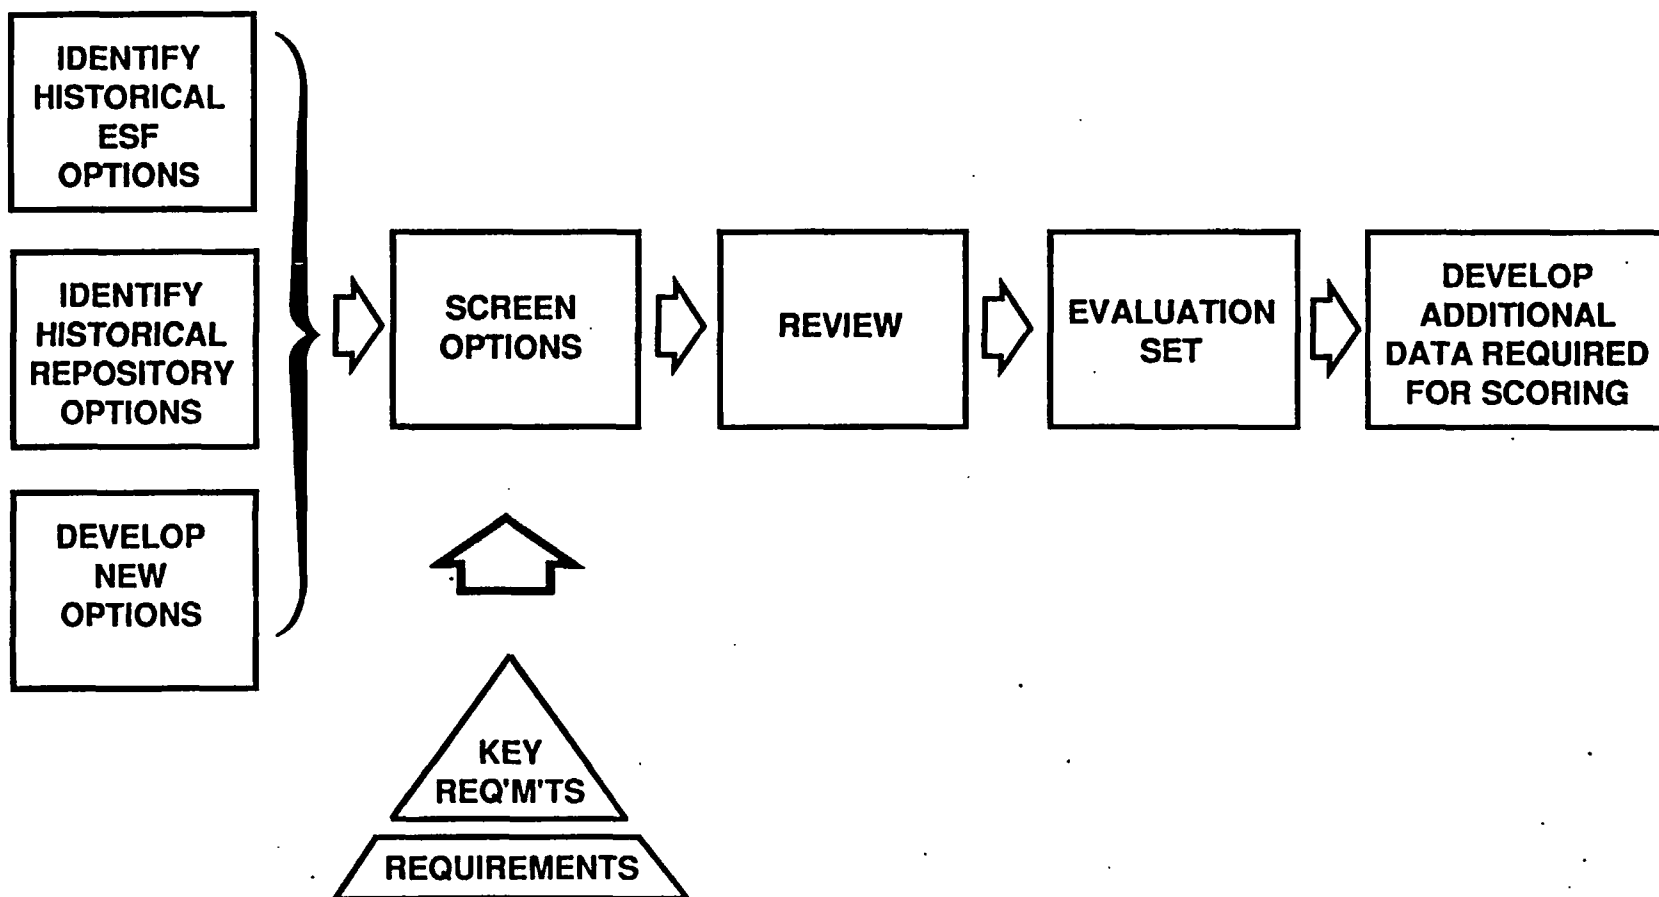 IDENTIFY
HISTORICAL
ESF
OPTIONS
IDENTIFY
HISTORICAL
REPOSITORY
OPTIONS
DEVELOP
NEW
OPTIONS
SCREEN
OPTIONS
REVIEW
EVALUATION
SET
DEVELOP
ADDITIONAL
DATA REQUIRED
FOR SCORING
KEY
REQ'M'TS
REQUIREMENTS